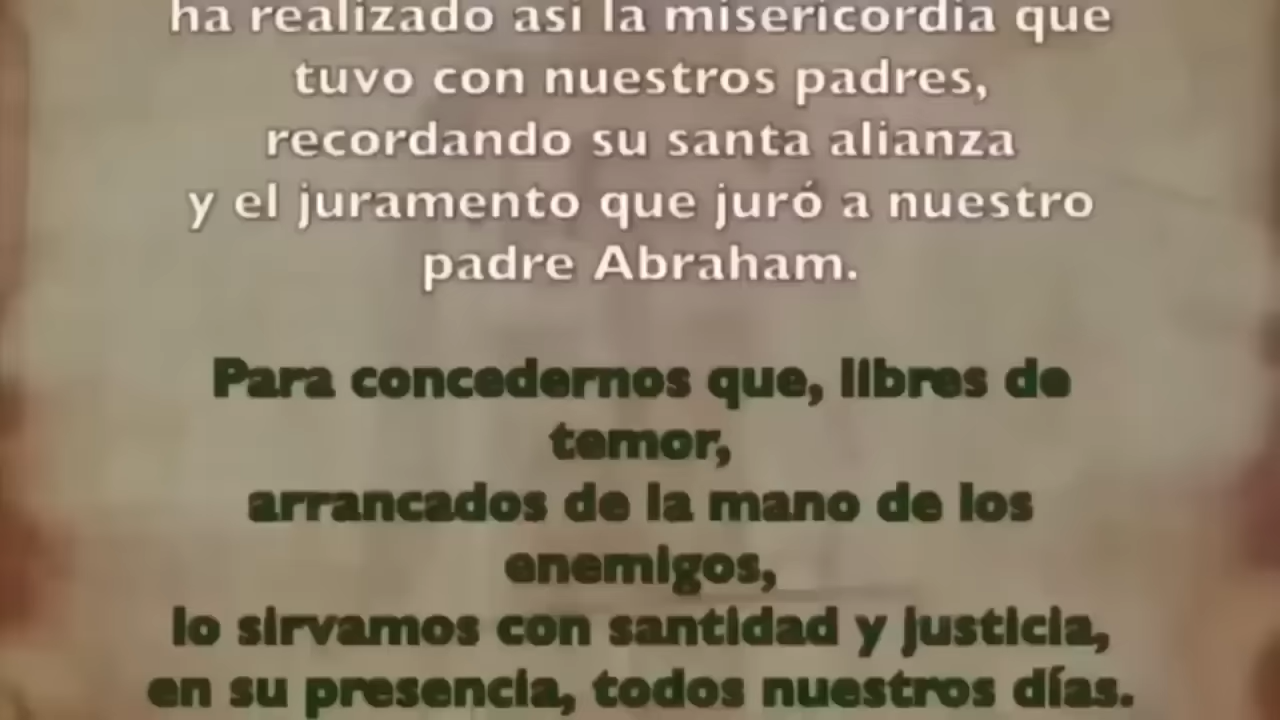 ha realizado así la misericordia que
tuvo con nuestros padres,
recordando su santa alianza
y el juramento que juró a nuestro
padre Abraham.
Para concedernos que, libres de
temor,
arrancados de la mano de los
enemigos,
lo sirvamos con santidad y justicia,
en su presencia, todos nuestros días.